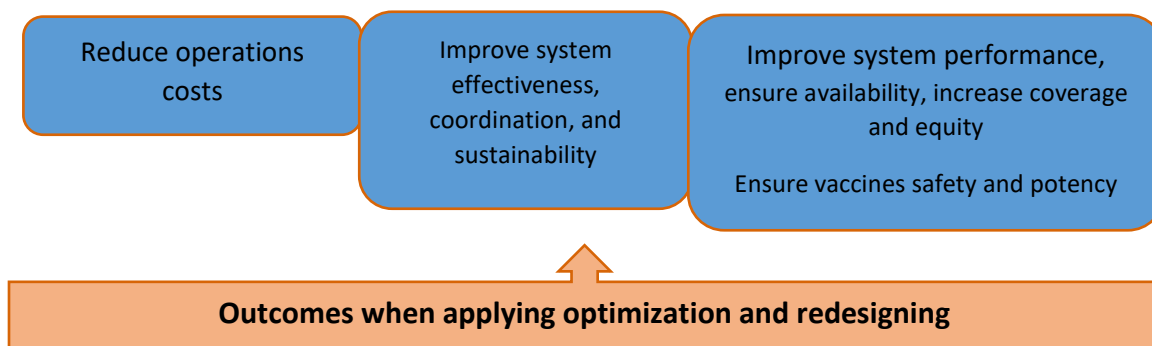 Reduce operations
costs
Improve system
effectiveness,
coordination, and
sustainability
Improve system performance,
ensure availability, increase coverage
and equity
Ensure vaccines safety and potency
Outcomes when applying optimization and redesigning